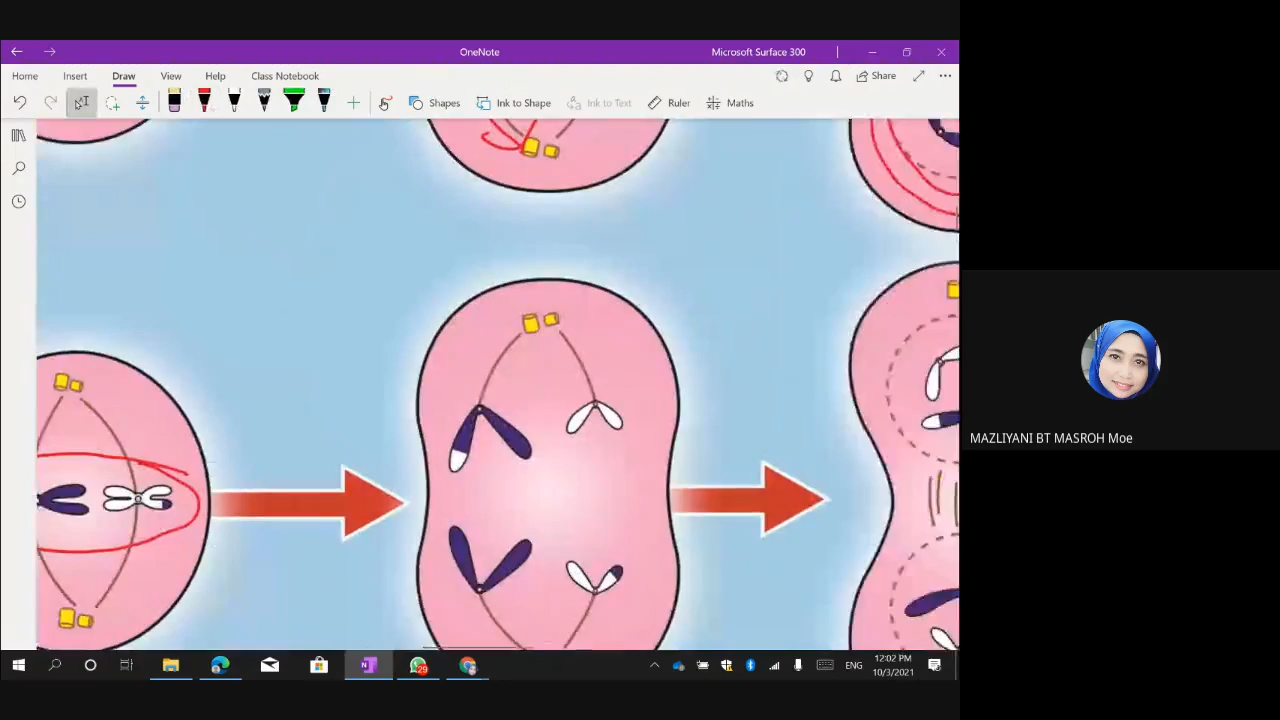 OneNote
Microsoft Surface 300
Home Insert Draw View Help Class Notebook Share
Shapes Ink to Shape Ink to Text Ruler Maths
MAZLIYANI BT MASROH Moe
29
ENG
12:02 PM
10/3/2021